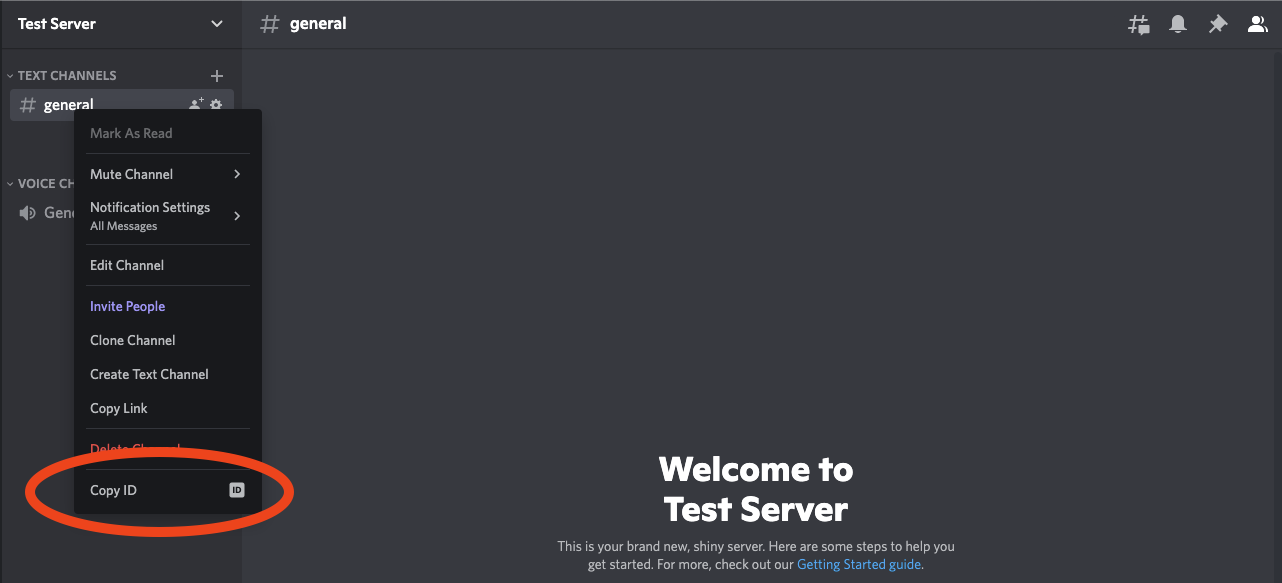 Test Server
general
TEXT CHANNELS
general
Mark As Read
Mute Channel
VOICE CH
Notification Settings
All Messages
Gene
Edit Channel
Invite People
Clone Channel
Create Text Channel
Copy Link
Delete Channel
Copy ID
ID
Welcome to
Test Server
This is your brand new, shiny server. Here are some steps to help you
get started. For more, check out our Getting Started guide.